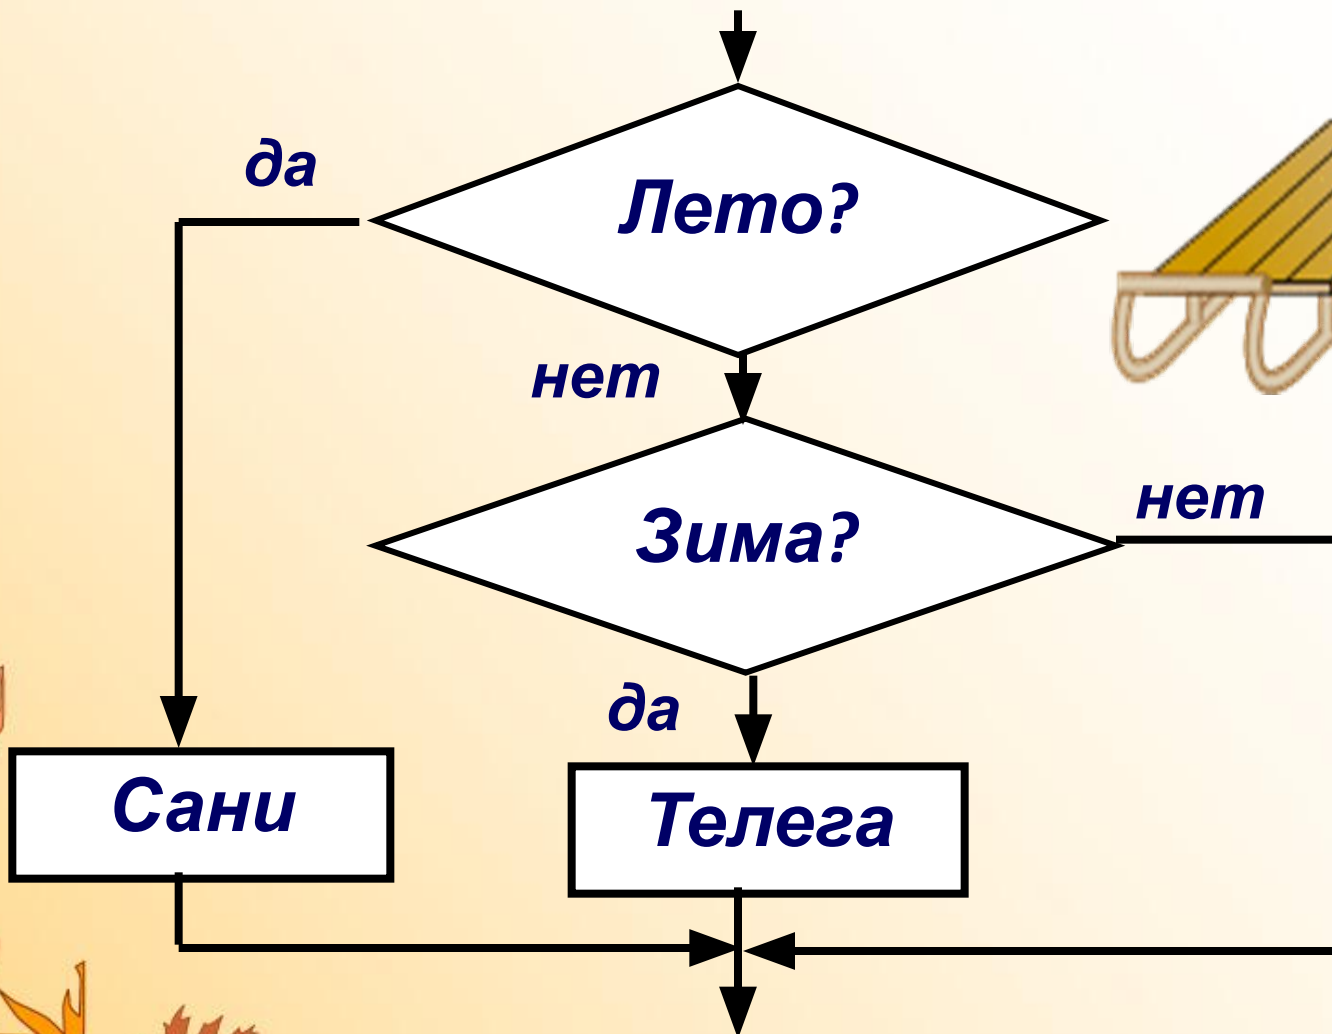 да
Лето?
нет
Зима?
нет
да
Сани
Телега